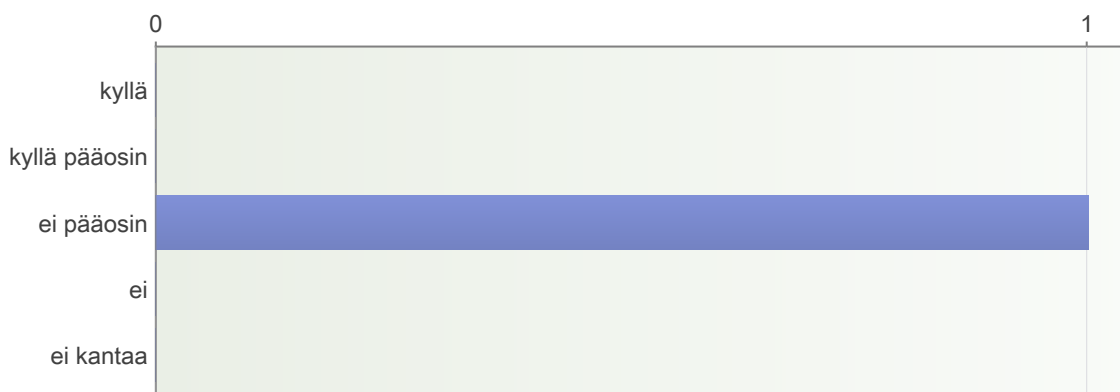 0 1
kyllä
kyllä pääosin
ei pääosin
ei
ei kantaa